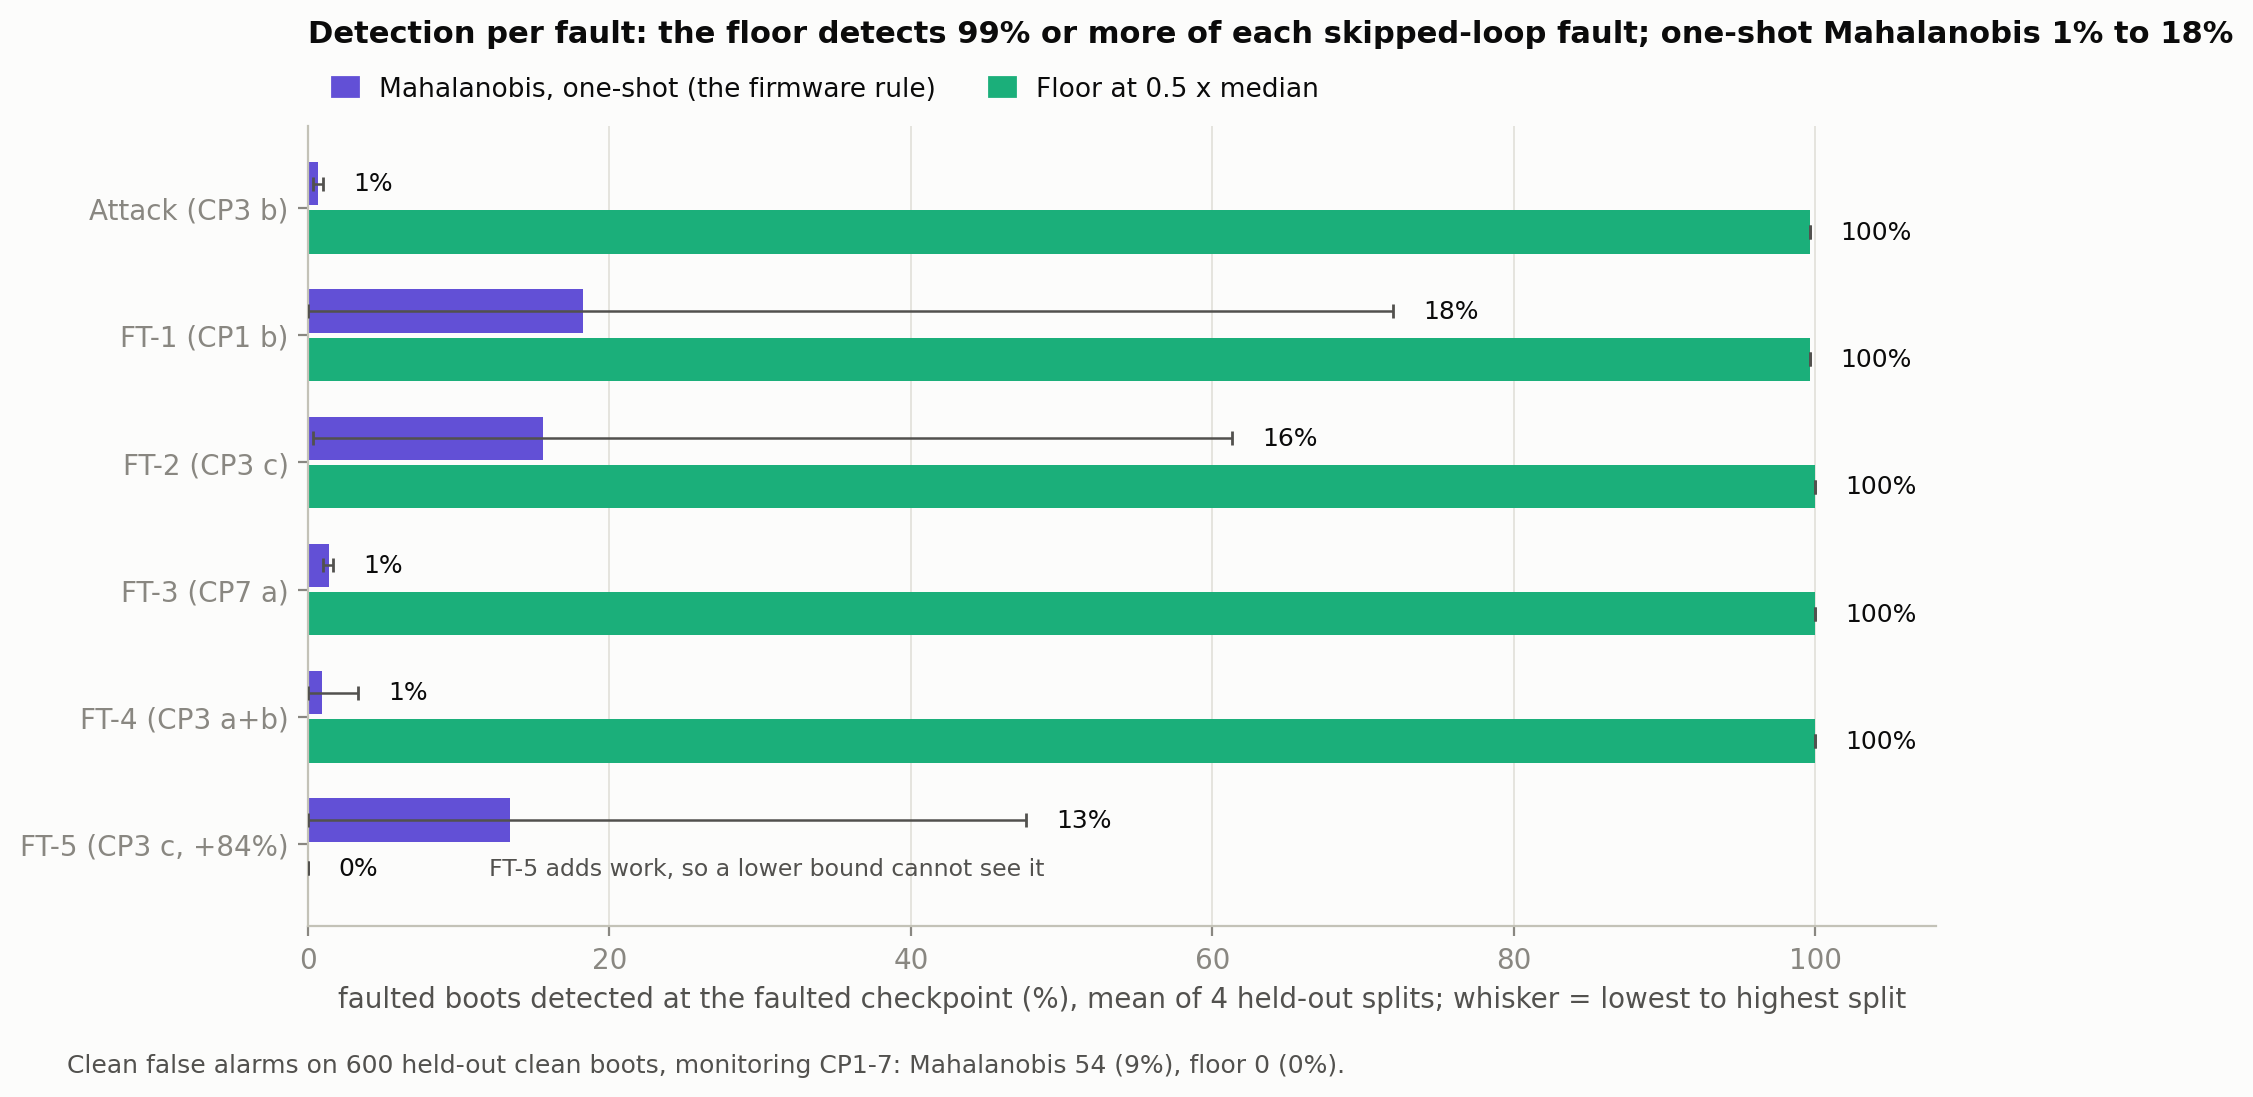 Detection per fault: the floor detects 99% or more of each skipped-loop fault; one-shot Mahalanobis 1% to 18%
Mahalanobis, one-shot (the firmware rule)
Floor at 0.5 x median
1%
Attack (CP3 b)
100%
18%
FT-1 (CP1 b)
100%
16%
FT-2 (CP3 c)
100%
1%
FT-3 (CP7 a)
100%
1%
FT-4 (CP3 a+b)
100%
13%
FT-5 (CP3 c, +84%)
0%
FT-5 adds work, so a lower bound cannot see it
0 20 40 60 80 100
faulted boots detected at the faulted checkpoint (%), mean of 4 held-out splits; whisker = lowest to highest split
Clean false alarms on 600 held-out clean boots, monitoring CP1-7: Mahalanobis 54 (9%), floor 0 (0%).